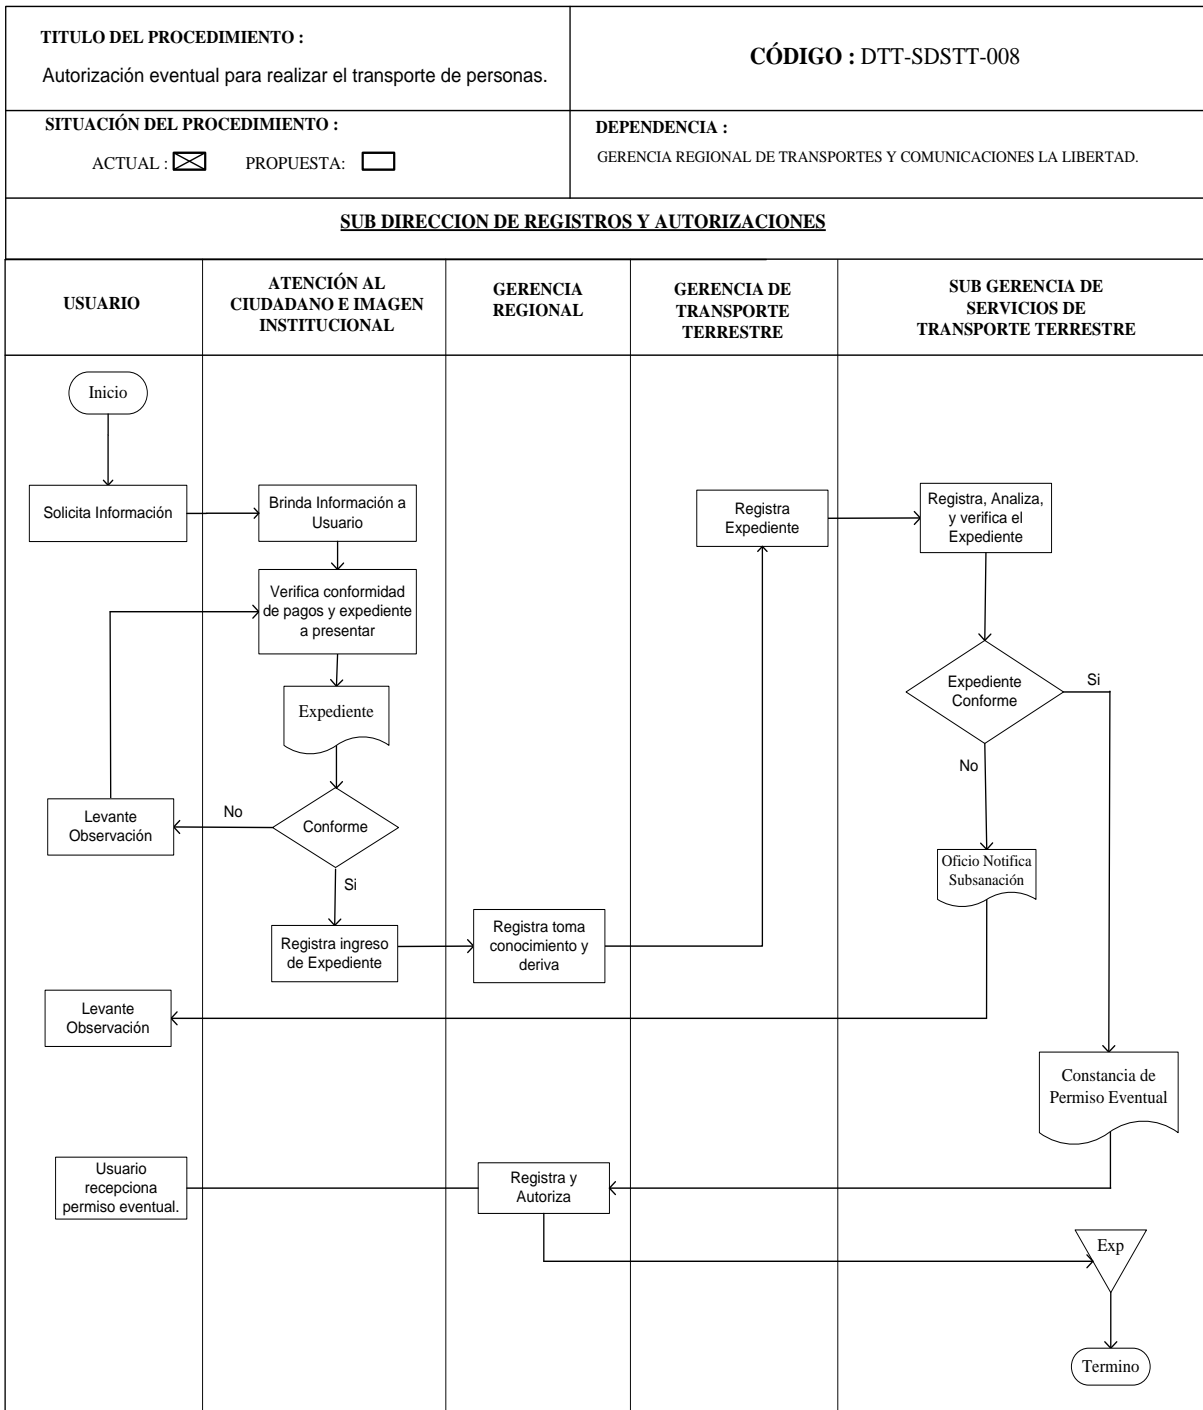 TITULO DEL PROCEDIMIENTO :
Autorización eventual para realizar el transporte de personas.
CÓDIGO : DTT-SDSTT-008
SITUACIÓN DEL PROCEDIMIENTO :
ACTUAL : PROPUESTA:
DEPENDENCIA :
GERENCIA REGIONAL DE TRANSPORTES Y COMUNICACIONES LA LIBERTAD.
SUB DIRECCION DE REGISTROS Y AUTORIZACIONES
USUARIO
ATENCIÓN AL
CIUDADANO E IMAGEN
INSTITUCIONAL
GERENCIA
REGIONAL
GERENCIA DE
TRANSPORTE
TERRESTRE
SUB GERENCIA DE
SERVICIOS DE
TRANSPORTE TERRESTRE
Inicio
Solicita Información
Brinda Información a
Usuario
Registra
Expediente
Registra, Analiza,
y verifica el
Expediente
Verifica conformidad
de pagos y expediente
a presentar
Expediente
Expediente
Conforme
Si
No
Levante
Observación
No
Conforme
Si
Oficio Notifica
Subsanación
Registra ingreso
de Expediente
Registra toma
conocimiento y
deriva
Levante
Observación
Constancia de
Permiso Eventual
Usuario
recepciona
permiso eventual.
Registra y
Autoriza
Exp
Termino